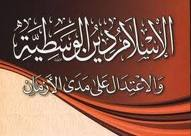 الإسلام دين الوسطية
والاعتدال على مدى الأزمان